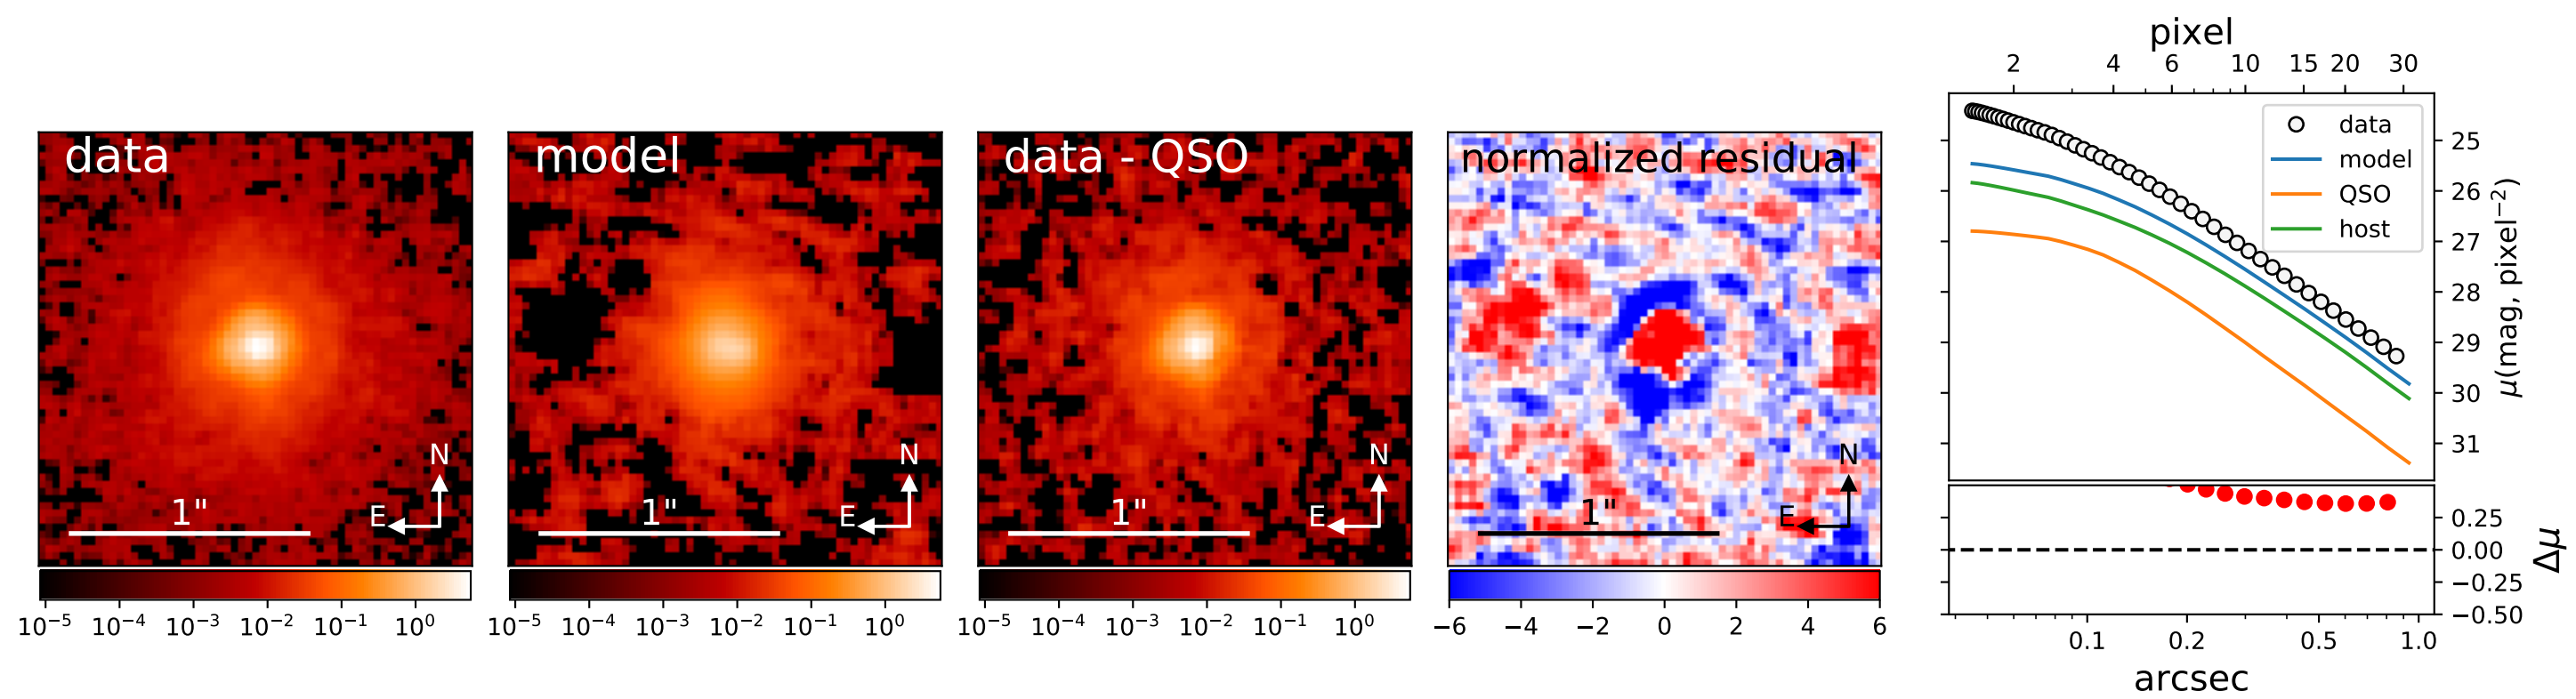 data
N
E
1"
10⁻⁵ 10⁻⁴ 10⁻³ 10⁻² 10⁻¹ 10⁰
model
N
E
1"
10⁻⁵ 10⁻⁴ 10⁻³ 10⁻² 10⁻¹ 10⁰
data - QSO
N
E
1"
10⁻⁵ 10⁻⁴ 10⁻³ 10⁻² 10⁻¹ 10⁰
normalized residual
N
E
1"
−6 −4 −2 0 2 4 6
pixel
2 4 6 10 15 20 30
data
model
QSO
host
25
26
27
28
29
30
31
μ(mag, pixel⁻²)
0.25
0.00
−0.25
−0.50
Δμ
0.1 0.2 0.5 1.0
arcsec